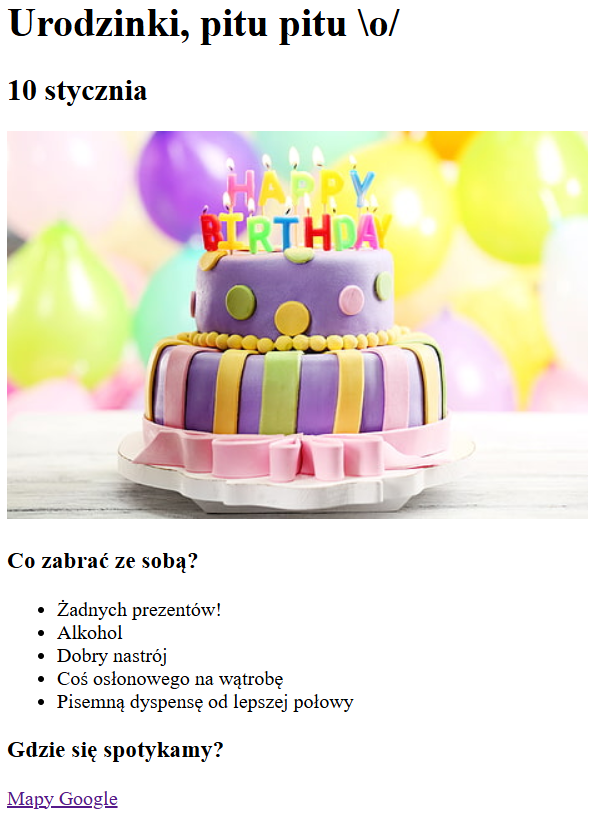 Urodzinki, pitu pitu \o/
10 stycznia
HAPPY
BIRTHDAY
Co zabrać ze sobą?
Żadnych prezentów!
Alkohol
Dobry nastrój
Coś osłonowego na wątrobę
Pisemną dyspensę od lepszej połowy
Gdzie się spotykamy?
Mapy Google